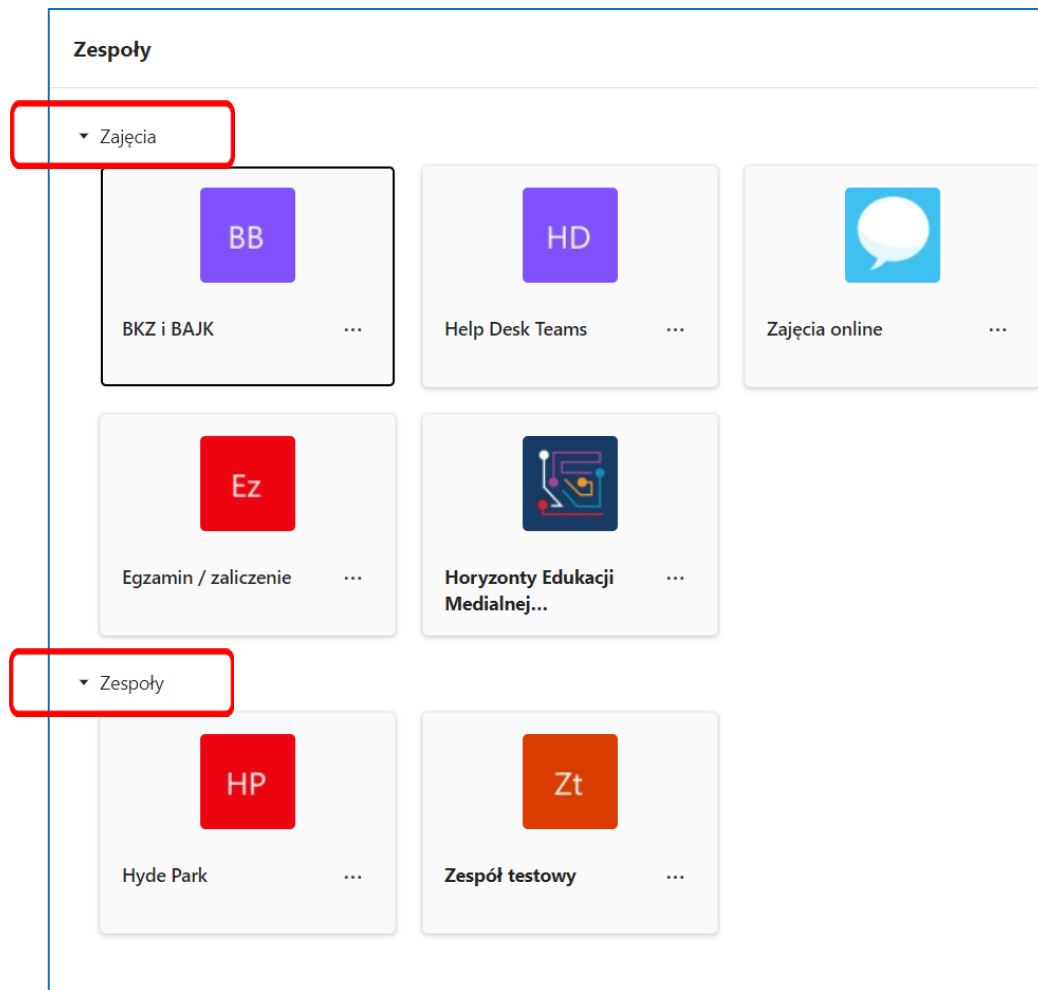 Zespoły
Zajęcia
BB
HD
BKZ i BAJK ...
Help Desk Teams ...
Zajęcia online ...
Ez
Egzamin / zaliczenie ...
Horyzonty Edukacji ...
Medialnej...
Zespoły
HP
Zt
Hyde Park ...
Zespół testowy ...